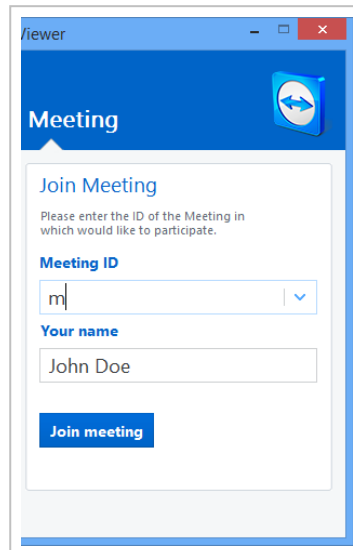 Viewer
Meeting
Join Meeting
Please enter the ID of the Meeting in
which would like to participate.
Meeting ID
m
Your name
John Doe
Join meeting